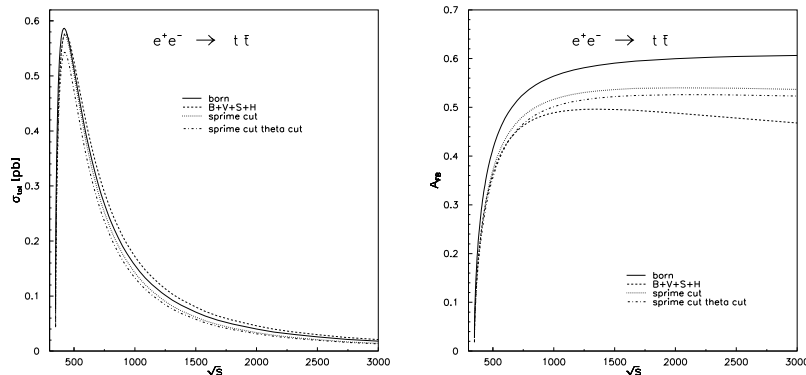 0.6
0.5
0.4
0.3
0.2
0.1
0
500
1000
1500
2000
2500
3000
σtot [pb]
√s
e⁺e⁻ → t t̄
born
B+V+S+H
sprime cut
sprime cut theta cut
0.7
0.6
0.5
0.4
0.3
0.2
0.1
0
500
1000
1500
2000
2500
3000
AFB
√s
e⁺e⁻ → t t̄
born
B+V+S+H
sprime cut
sprime cut theta cut